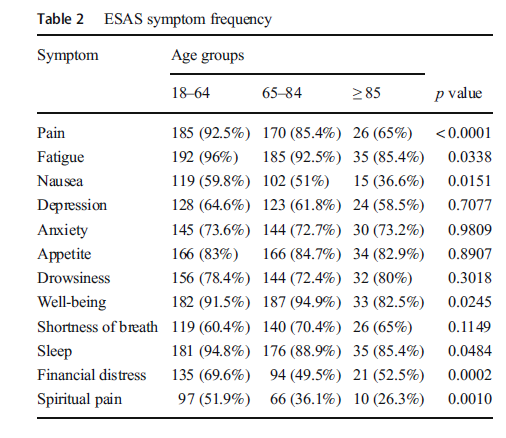 Table 2 ESAS symptom frequency
Symptom Age groups
18–64 65–84 ≥ 85 p value
Pain 185 (92.5%) 170 (85.4%) 26 (65%) < 0.0001
Fatigue 192 (96%) 185 (92.5%) 35 (85.4%) 0.0338
Nausea 119 (59.8%) 102 (51%) 15 (36.6%) 0.0151
Depression 128 (64.6%) 123 (61.8%) 24 (58.5%) 0.7077
Anxiety 145 (73.6%) 144 (72.7%) 30 (73.2%) 0.9809
Appetite 166 (83%) 166 (84.7%) 34 (82.9%) 0.8907
Drowsiness 156 (78.4%) 144 (72.4%) 32 (80%) 0.3018
Well-being 182 (91.5%) 187 (94.9%) 33 (82.5%) 0.0245
Shortness of breath 119 (60.4%) 140 (70.4%) 26 (65%) 0.1149
Sleep 181 (94.8%) 176 (88.9%) 35 (85.4%) 0.0484
Financial distress 135 (69.6%) 94 (49.5%) 21 (52.5%) 0.0002
Spiritual pain 97 (51.9%) 66 (36.1%) 10 (26.3%) 0.0010